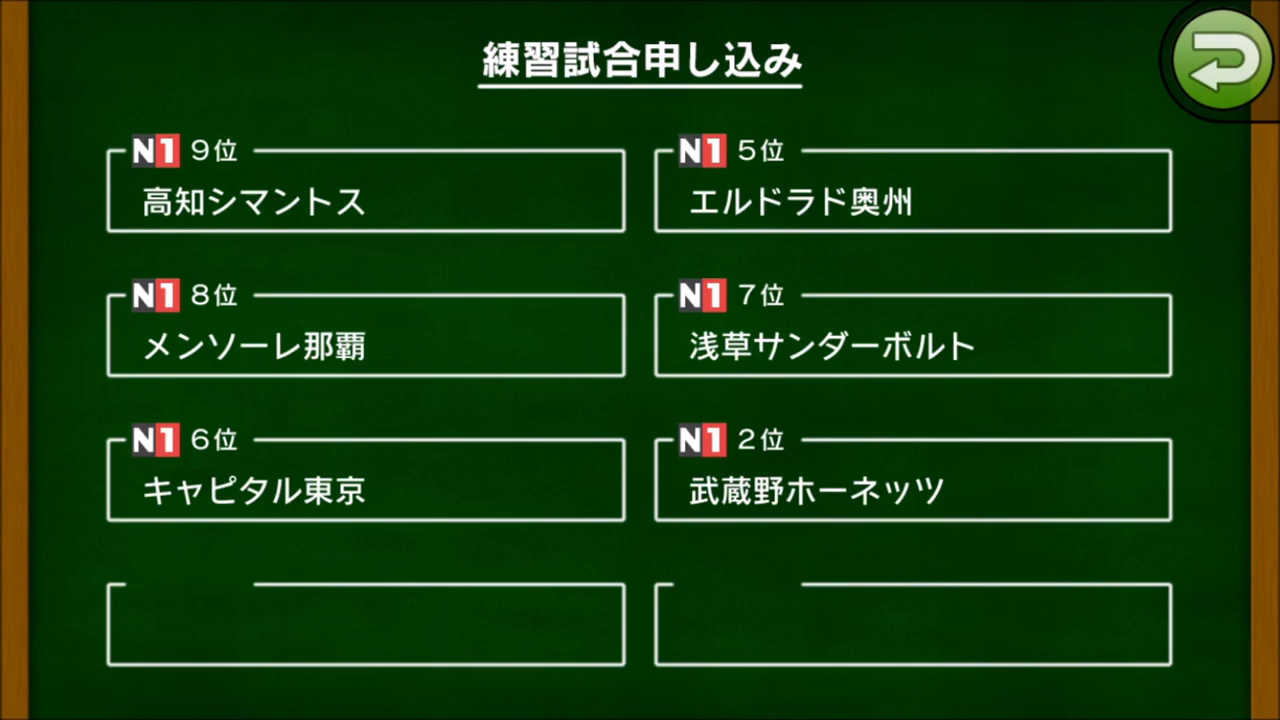 練習試合申し込み
N1 9位
高知シマントス
N1 5位
エルドラド奥州
N1 8位
メンソーレ那覇
N1 7位
浅草サンダーボルト
N1 6位
キャピタル東京
N1 2位
武蔵野ホーネッツ